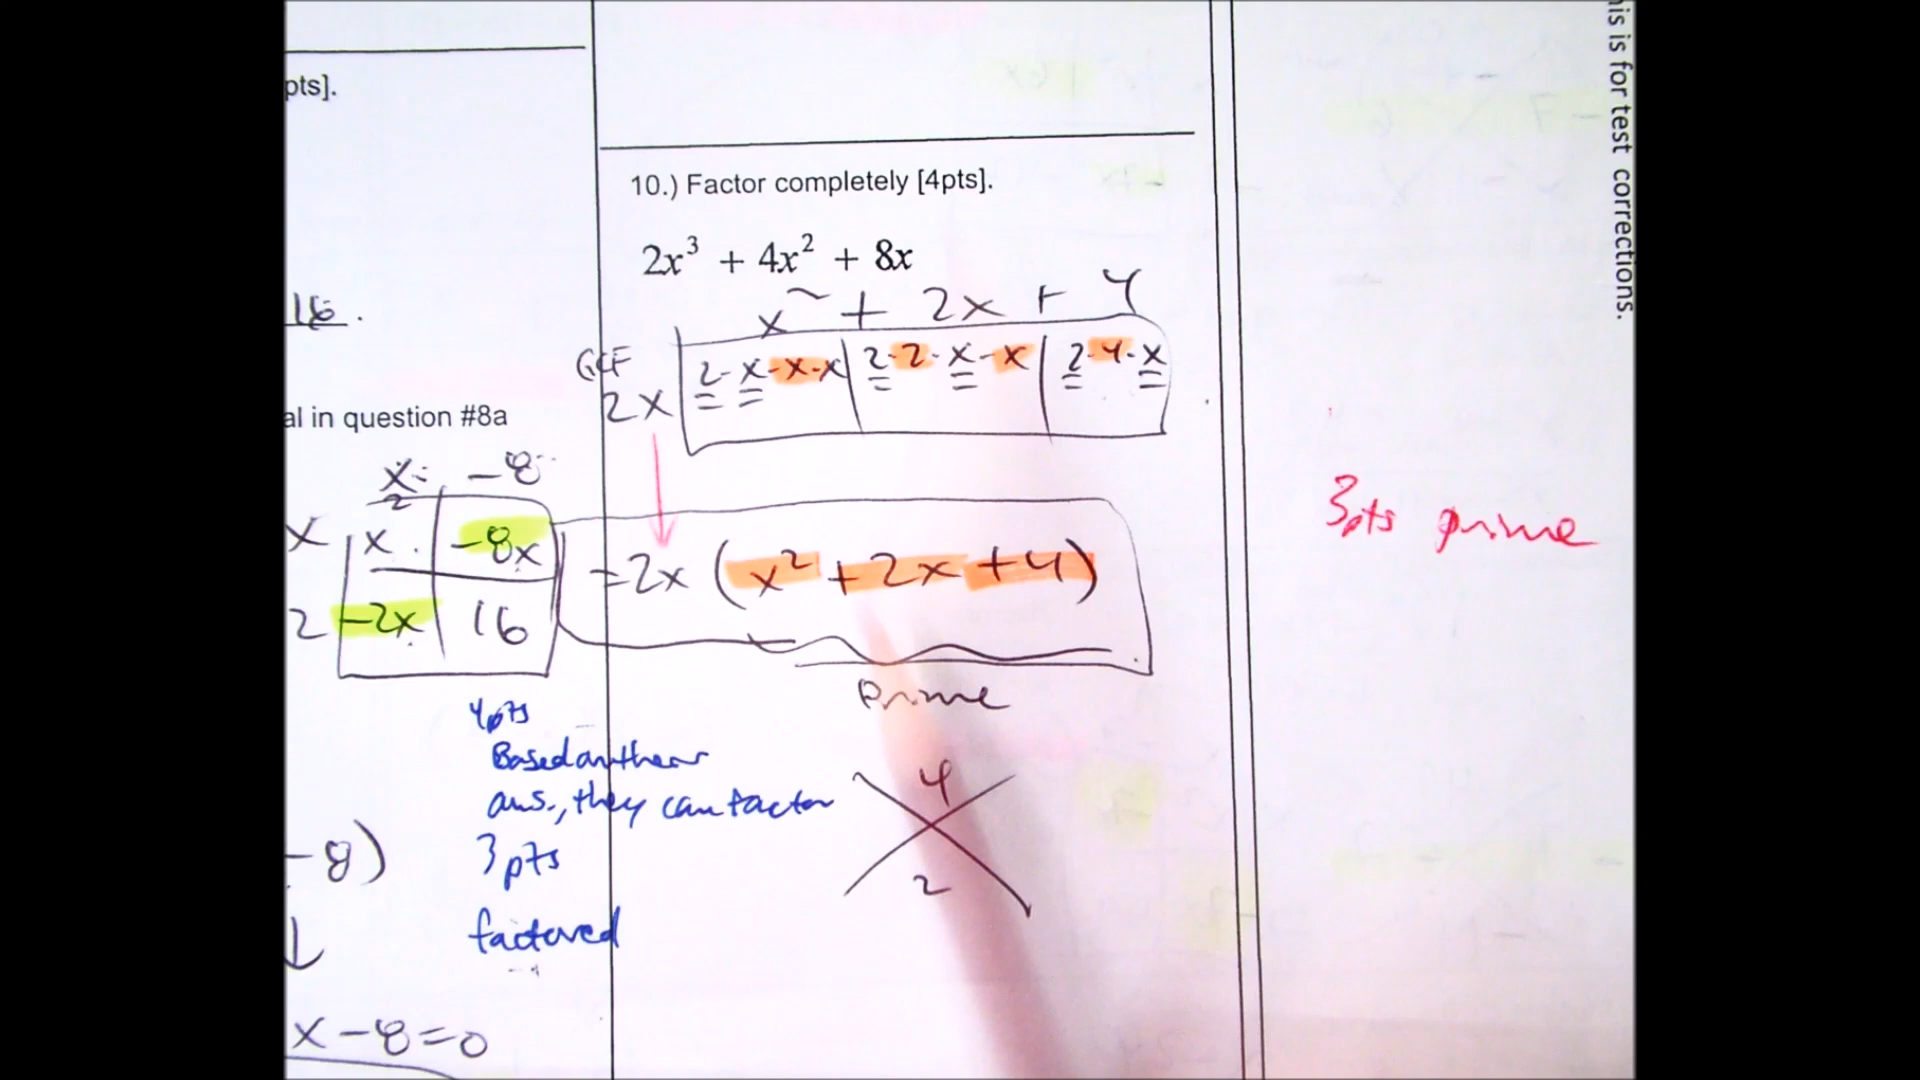 pts].
16.
al in question #8a
x -8
2
x x -8x
2 -2x 16
4pts
Based on their
ans., they can factor
3pts
factored
-8)
↓
x-8=0
10.) Factor completely [4pts].
2x³ + 4x² + 8x
x² + 2x + 4
GCF
2x 2·x·x·x 2·2·x·x 2·4·x
=2x (x²+2x+4)
Prime
4
2
3pts prime
his is for test corrections.